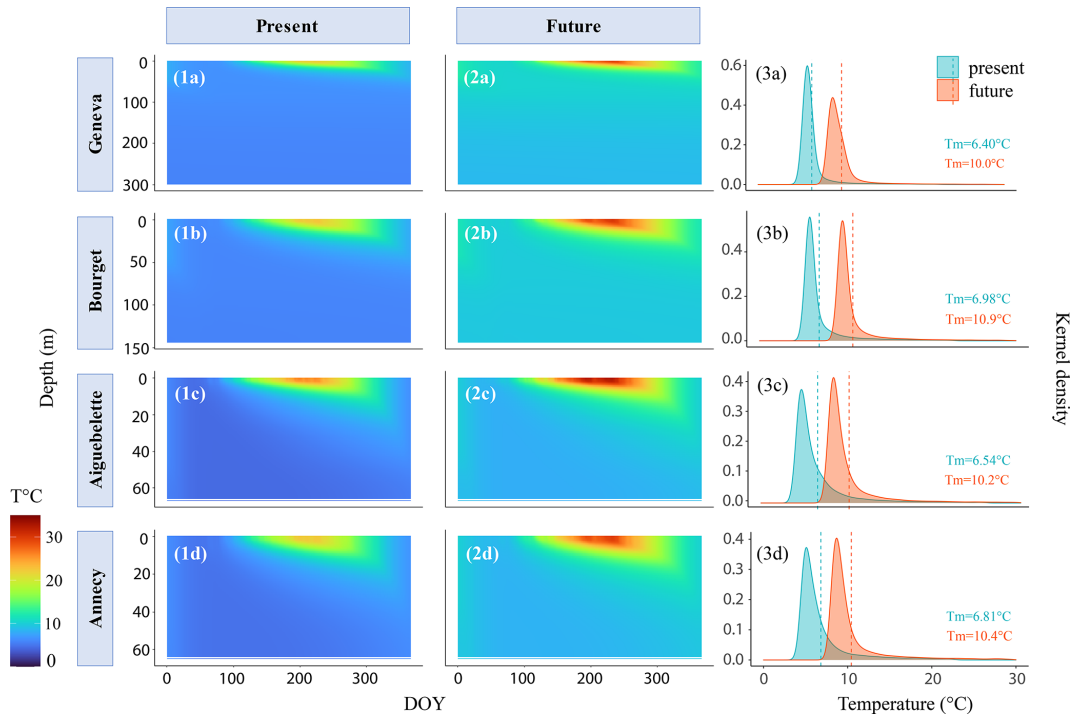 Present
Future
Geneva
(1a)
0
100
200
300
(2a)
(3a)
0.6
0.4
0.2
0.0
present
future
Tm=6.40°C
Tm=10.0°C
Bourget
(1b)
0
50
100
150
(2b)
(3b)
0.4
0.2
0.0
Tm=6.98°C
Tm=10.9°C
Depth (m)
Kernel density
Aiguebelette
(1c)
0
20
40
60
(2c)
(3c)
0.4
0.3
0.2
0.1
0.0
Tm=6.54°C
Tm=10.2°C
T°C
30
20
10
0
Annecy
(1d)
0
20
40
60
(2d)
(3d)
0.4
0.3
0.2
0.1
0.0
Tm=6.81°C
Tm=10.4°C
0 100 200 300
0 100 200 300
0 10 20 30
DOY
Temperature (°C)